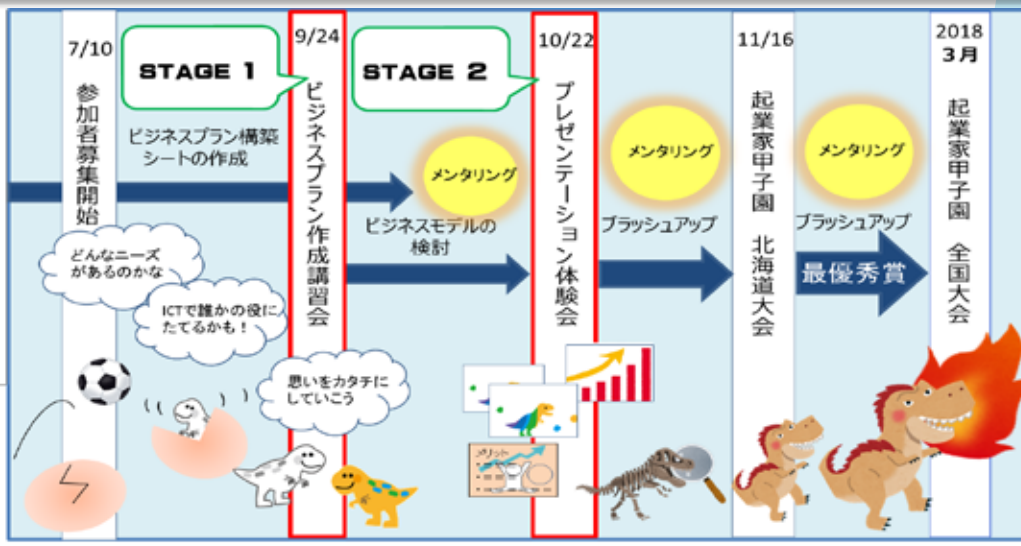 7/10
参加者募集開始
STAGE 1
ビジネスプラン構築
シートの作成
9/24
ビジネスプラン作成講習会
STAGE 2
メンタリング
ビジネスモデルの
検討
10/22
プレゼンテーション体験会
メンタリング
ブラッシュアップ
11/16
起業家甲子園 北海道大会
メンタリング
ブラッシュアップ
最優秀賞
2018
3月
起業家甲子園 全国大会
どんなニーズ
があるのかな
ICTで誰かの役に
たてるかも！
思いをカタチに
していこう
メリット